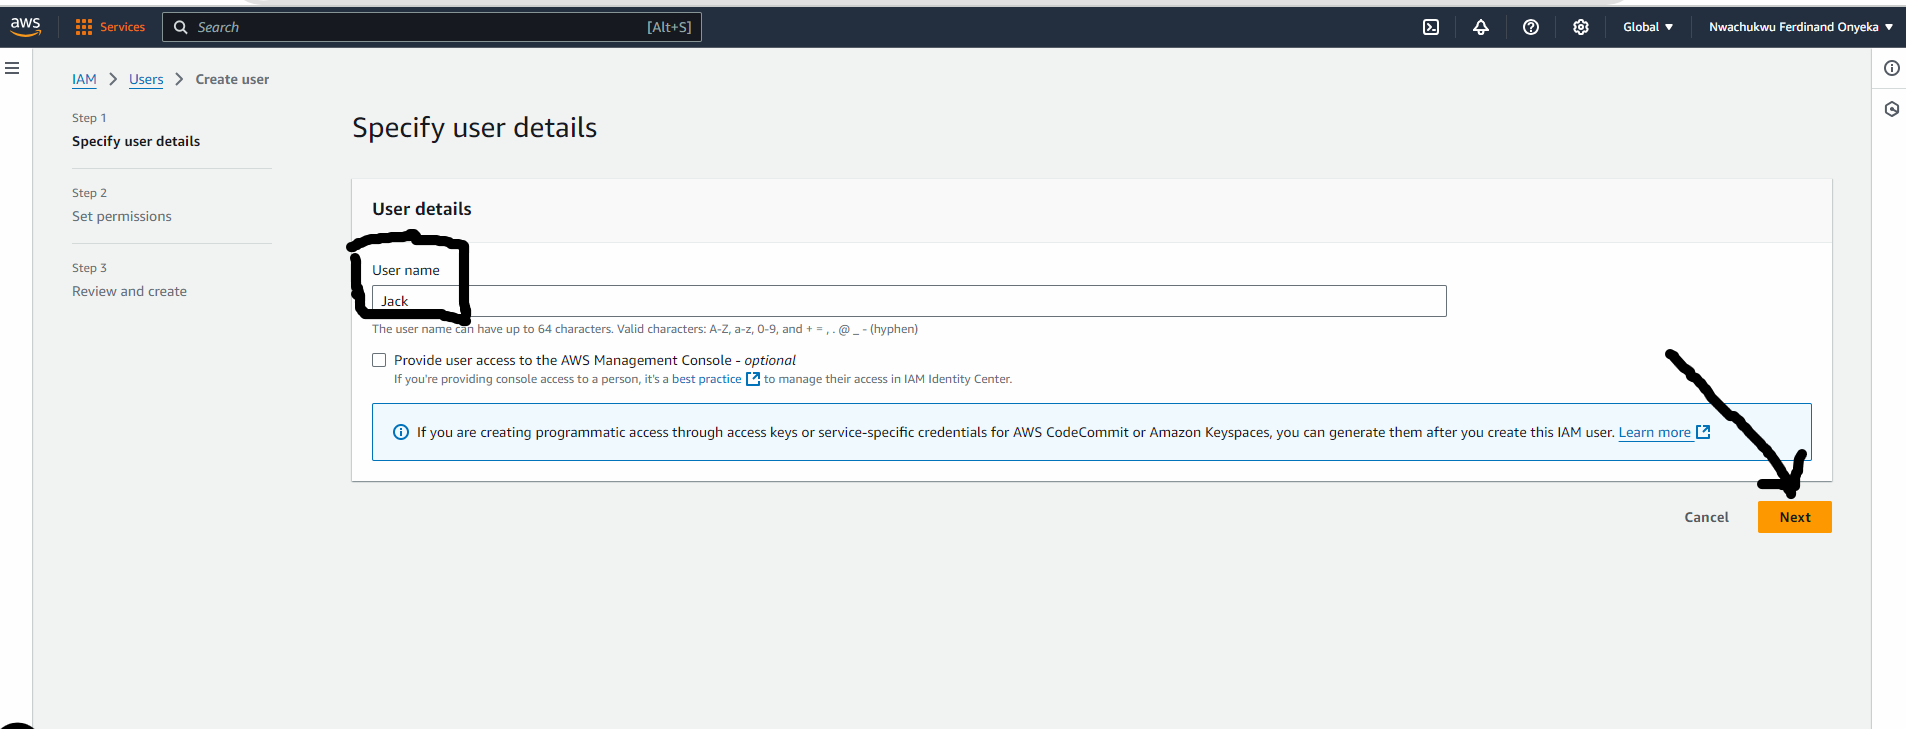 aws Services Search [Alt+S] Global Nwachukwu Ferdinand Onyeka
IAM Users Create user
Step 1
Specify user details
Step 2
Set permissions
Step 3
Review and create
Specify user details
User details
User name
Jack
The user name can have up to 64 characters. Valid characters: A-Z, a-z, 0-9, and + = , . @ _ - (hyphen)
Provide user access to the AWS Management Console - optional
If you're providing console access to a person, it's a best practice to manage their access in IAM Identity Center.
If you are creating programmatic access through access keys or service-specific credentials for AWS CodeCommit or Amazon Keyspaces, you can generate them after you create this IAM user. Learn more
Cancel Next